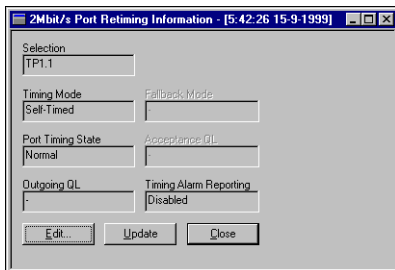 2Mbit/s Port Retiming Information - [5:42:26 15-9-1999]
Selection
TP1.1
Timing Mode Fallback Mode
Self-Timed -
Port Timing State Acceptance QL
Normal -
Outgoing QL Timing Alarm Reporting
- Disabled
Edit... Update Close